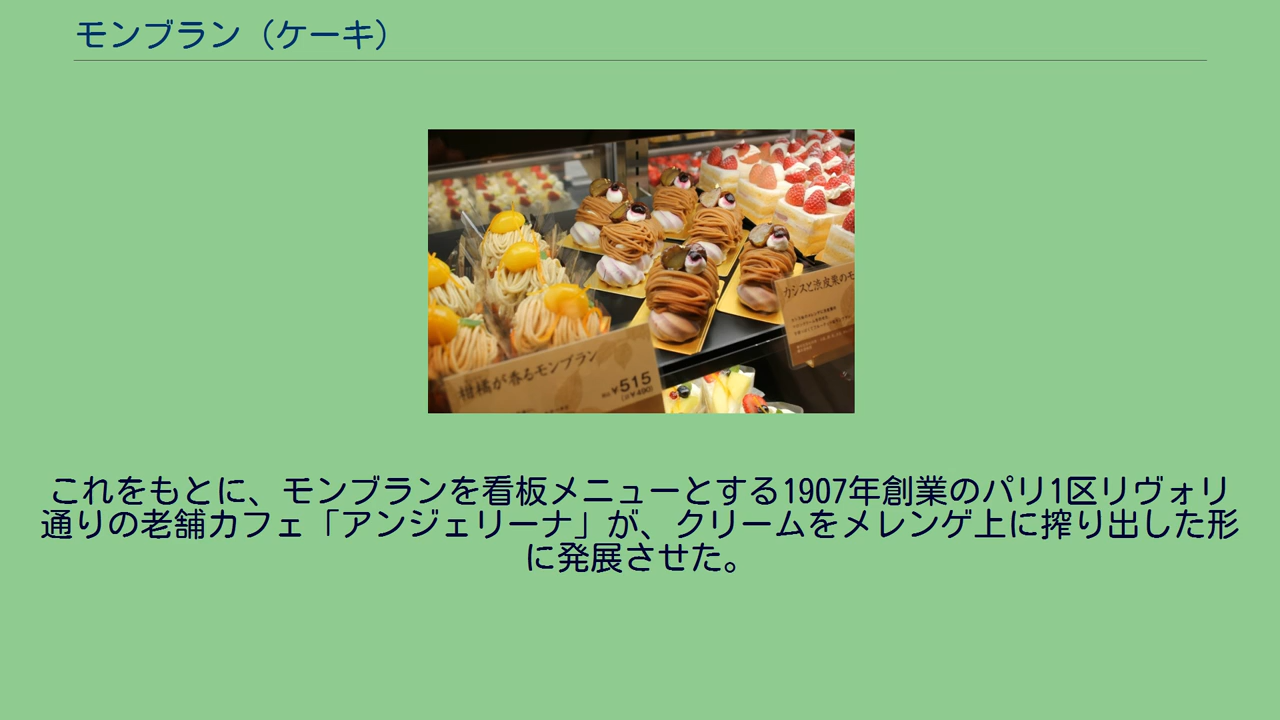 モンブラン（ケーキ）
柑橘が香るモンブラン
¥515
カシスと渋皮栗のモ
これをもとに、モンブランを看板メニューとする1907年創業のパリ1区リヴォリ
通りの老舗カフェ「アンジェリーナ」が、クリームをメレンゲ上に搾り出した形
に発展させた。